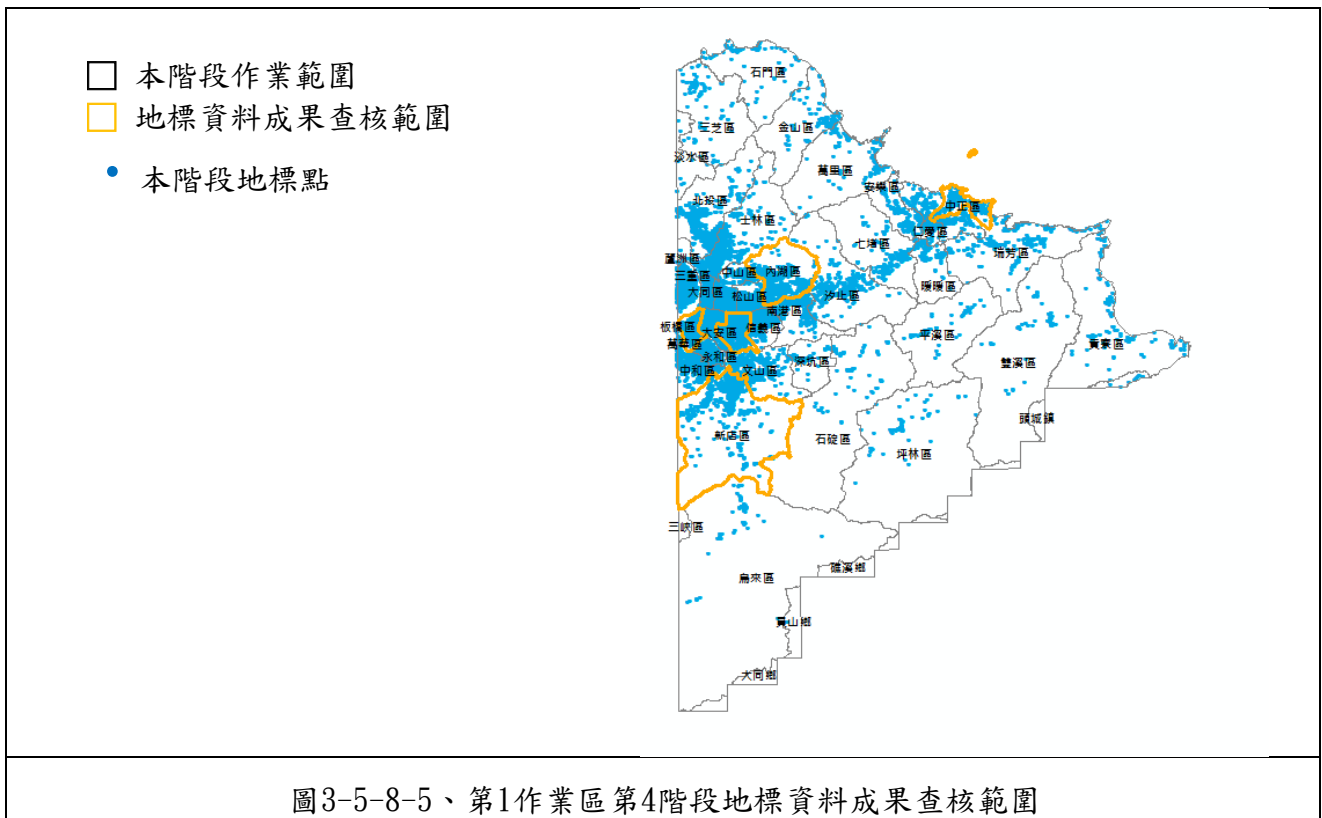 本階段作業範圍
地標資料成果查核範圍
本階段地標點
石門區
三芝區
金山區
淡水區
萬里區
安樂區
北投區
中正區
士林區
仁愛區
七堵區
瑞芳區
蘆洲區
三重區
中山區
內湖區
暖暖區
大同區
松山區
汐止區
南港區
板橋區
大安區
信義區
平溪區
萬華區
貢寮區
永和區
深坑區
雙溪區
中和區
文山區
頭城鎮
新店區
石碇區
坪林區
三峽區
烏來區
礁溪鄉
員山鄉
大同鄉
圖3-5-8-5、第1作業區第4階段地標資料成果查核範圍